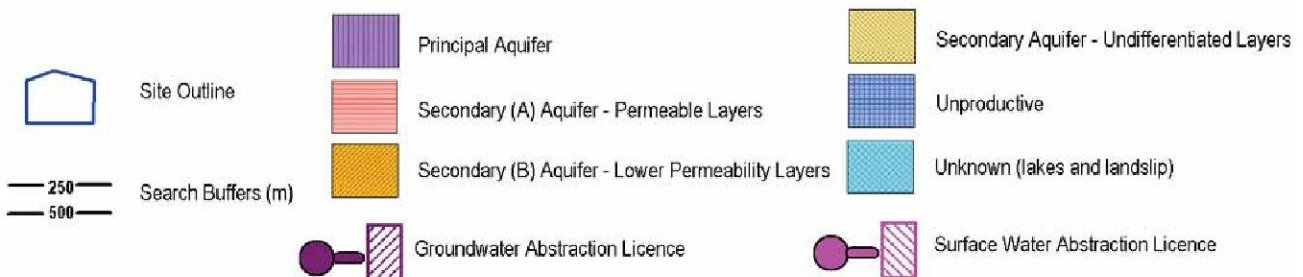 Site Outline
250
500
Search Buffers (m)
Principal Aquifer
Secondary (A) Aquifer - Permeable Layers
Secondary (B) Aquifer - Lower Permeability Layers
Groundwater Abstraction Licence
Secondary Aquifer - Undifferentiated Layers
Unproductive
Unknown (lakes and landslip)
Surface Water Abstraction Licence